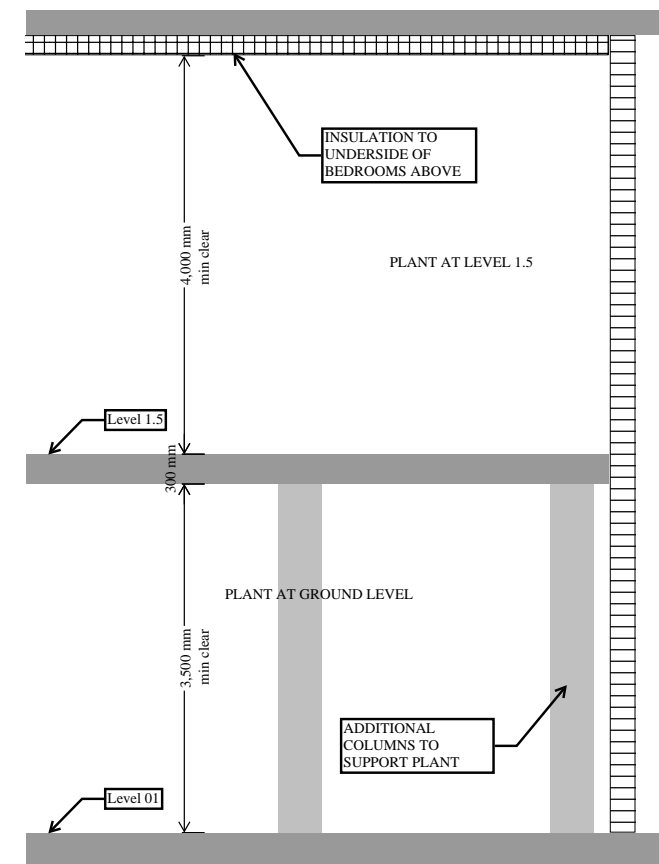 INSULATION TO
UNDERSIDE OF
BEDROOMS ABOVE
4,000 mm
min clear
PLANT AT LEVEL 1.5
Level 1.5
300 mm
PLANT AT GROUND LEVEL
3,500 mm
min clear
ADDITIONAL
COLUMNS TO
SUPPORT PLANT
Level 01